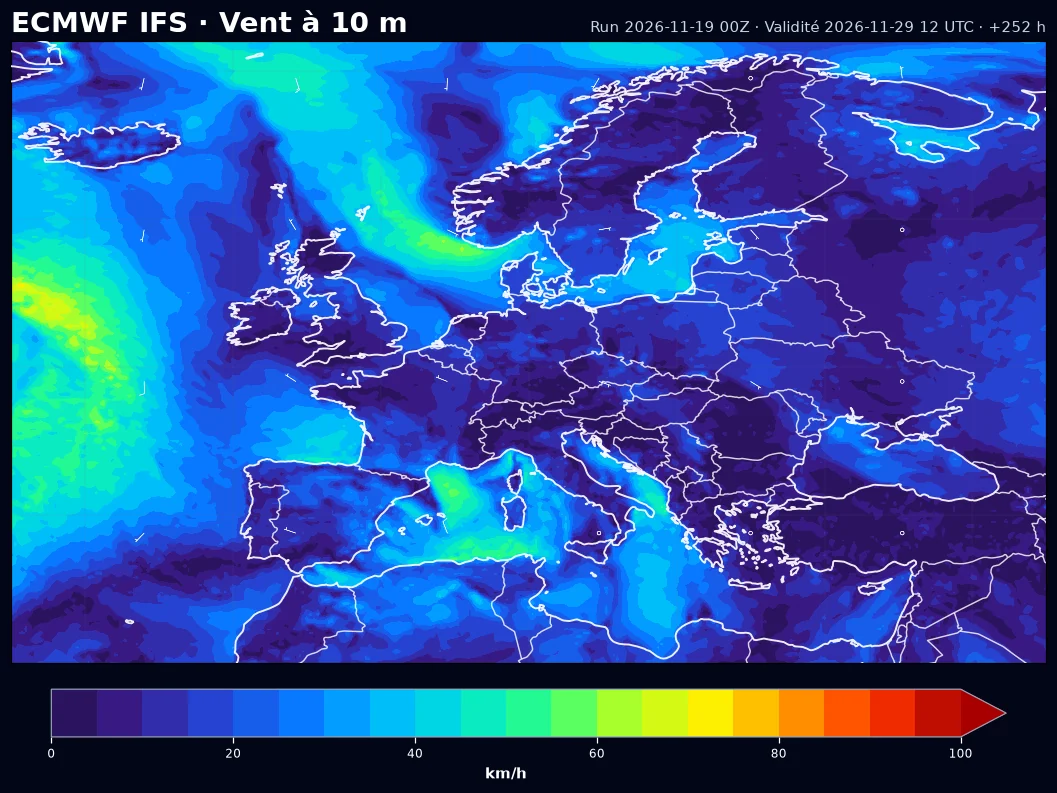 ECMWF IFS · Vent à 10 m
Run 2026-11-19 00Z · Validité 2026-11-29 12 UTC · +252 h
0 20 40 60 80 100
km/h